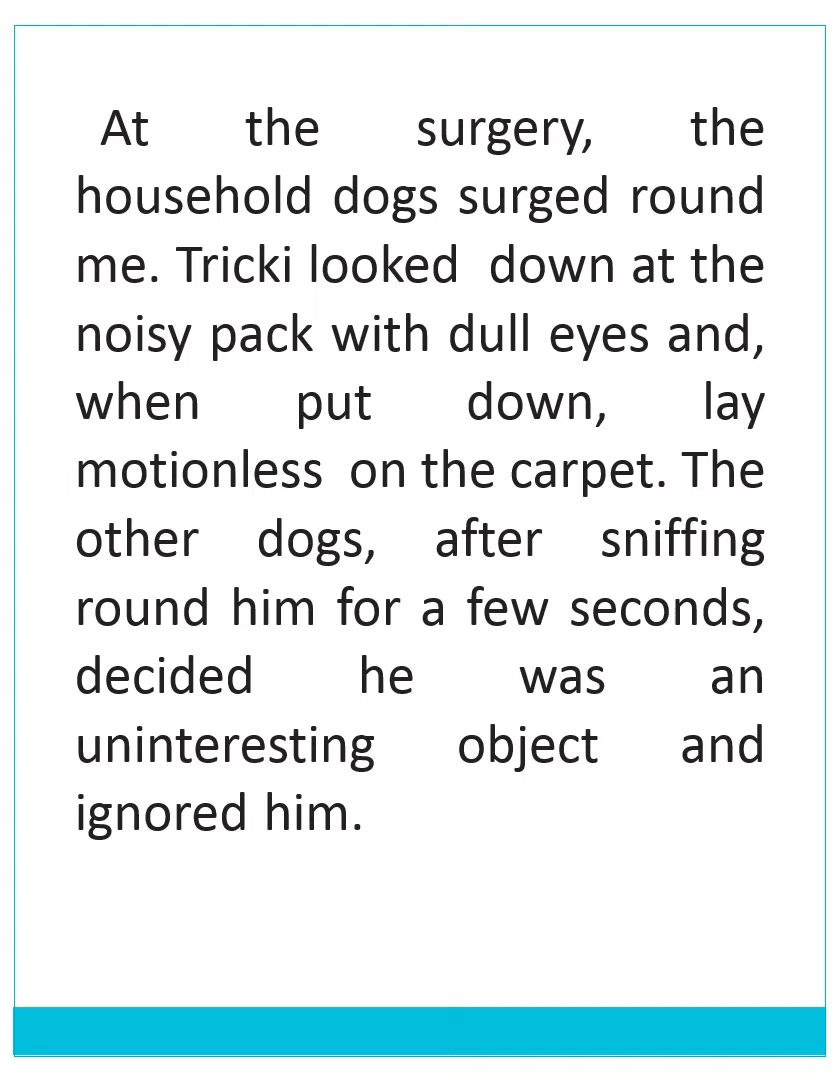 At the surgery, the
household dogs surged round
me. Tricki looked down at the
noisy pack with dull eyes and,
when put down, lay
motionless on the carpet. The
other dogs, after sniffing
round him for a few seconds,
decided he was an
uninteresting object and
ignored him.